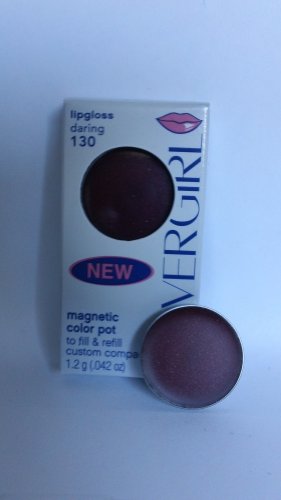 lipgloss
daring
130
VERGIRL
NEW
magnetic
color pot
to fill & refill
custom compa
1.2 g (.042 oz)